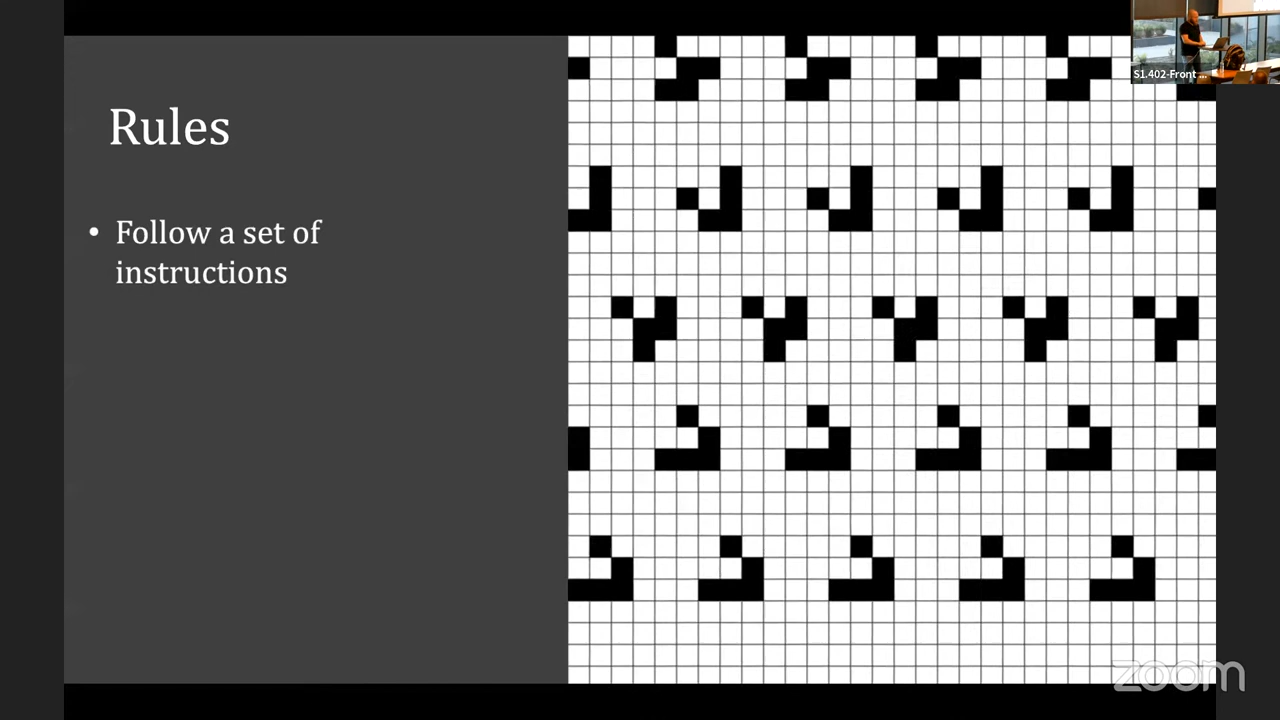 S1.402-Front ...
Rules
• Follow a set of
instructions
zoom